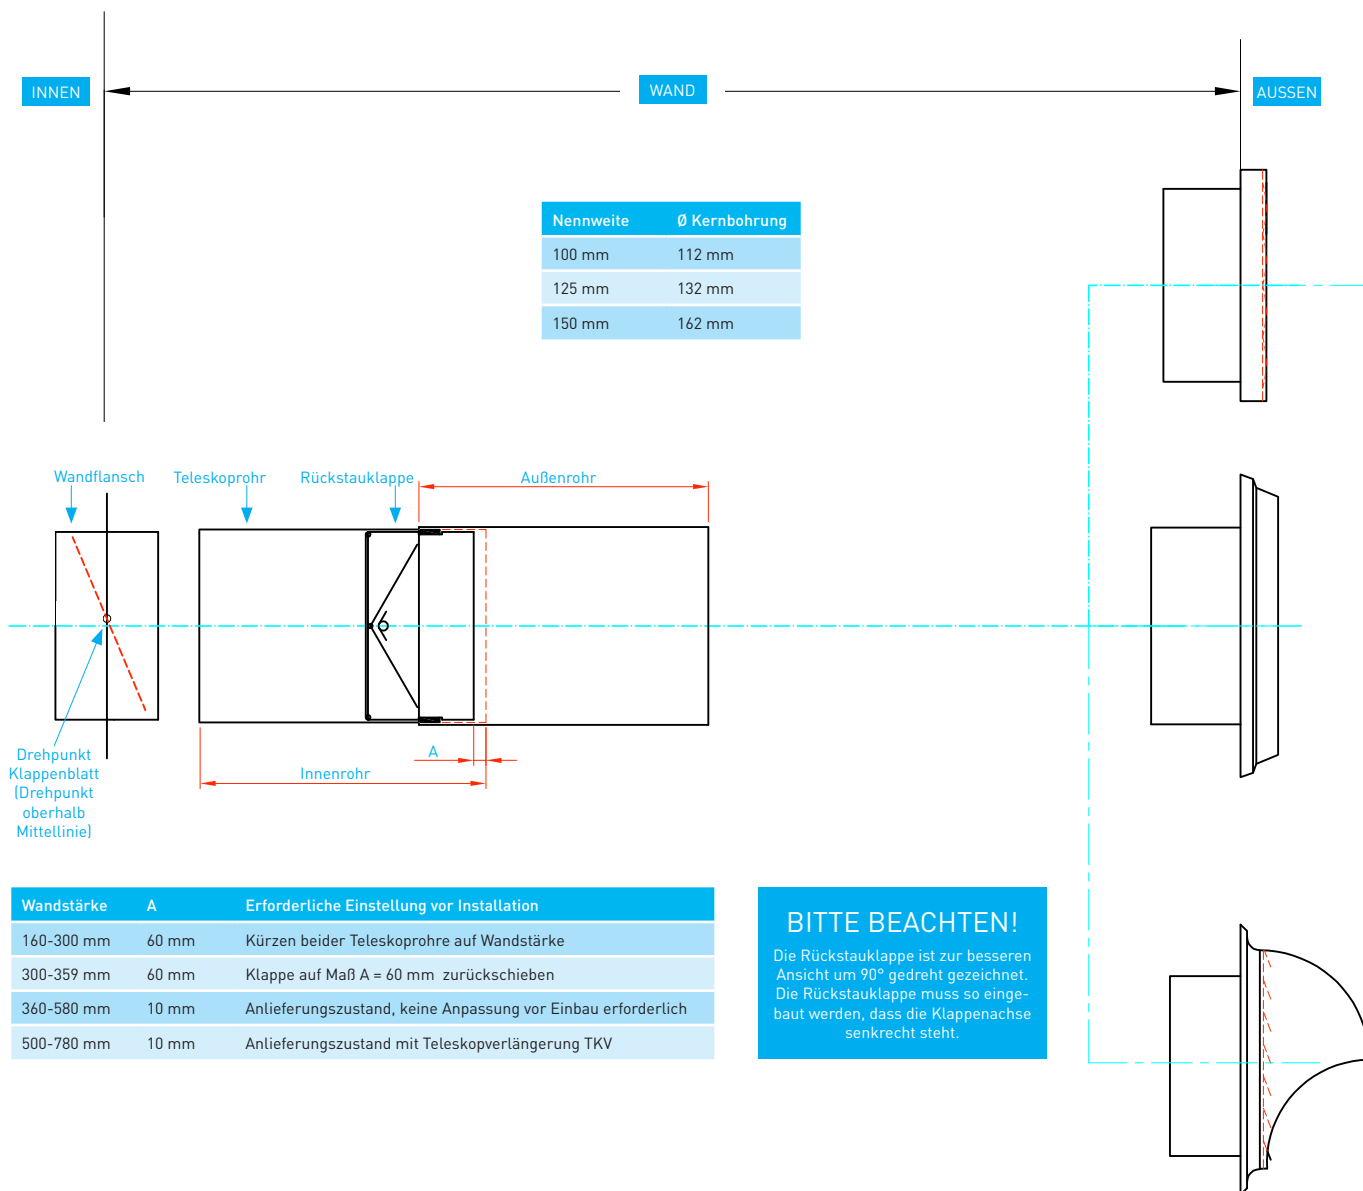 INNEN
WAND
AUSSEN
Nennweite Ø Kernbohrung
100 mm 112 mm
125 mm 132 mm
150 mm 162 mm
Wandflansch
Teleskoprohr
Rückstauklappe
Außenrohr
A
Innenrohr
Drehpunkt
Klappenblatt
(Drehpunkt
oberhalb
Mittellinie)
Wandstärke A Erforderliche Einstellung vor Installation
160-300 mm 60 mm Kürzen beider Teleskoprohre auf Wandstärke
300-359 mm 60 mm Klappe auf Maß A = 60 mm zurückschieben
360-580 mm 10 mm Anlieferungszustand, keine Anpassung vor Einbau erforderlich
500-780 mm 10 mm Anlieferungszustand mit Teleskopverlängerung TKV
BITTE BEACHTEN!
Die Rückstauklappe ist zur besseren
Ansicht um 90° gedreht gezeichnet.
Die Rückstauklappe muss so einge-
baut werden, dass die Klappenachse
senkrecht steht.